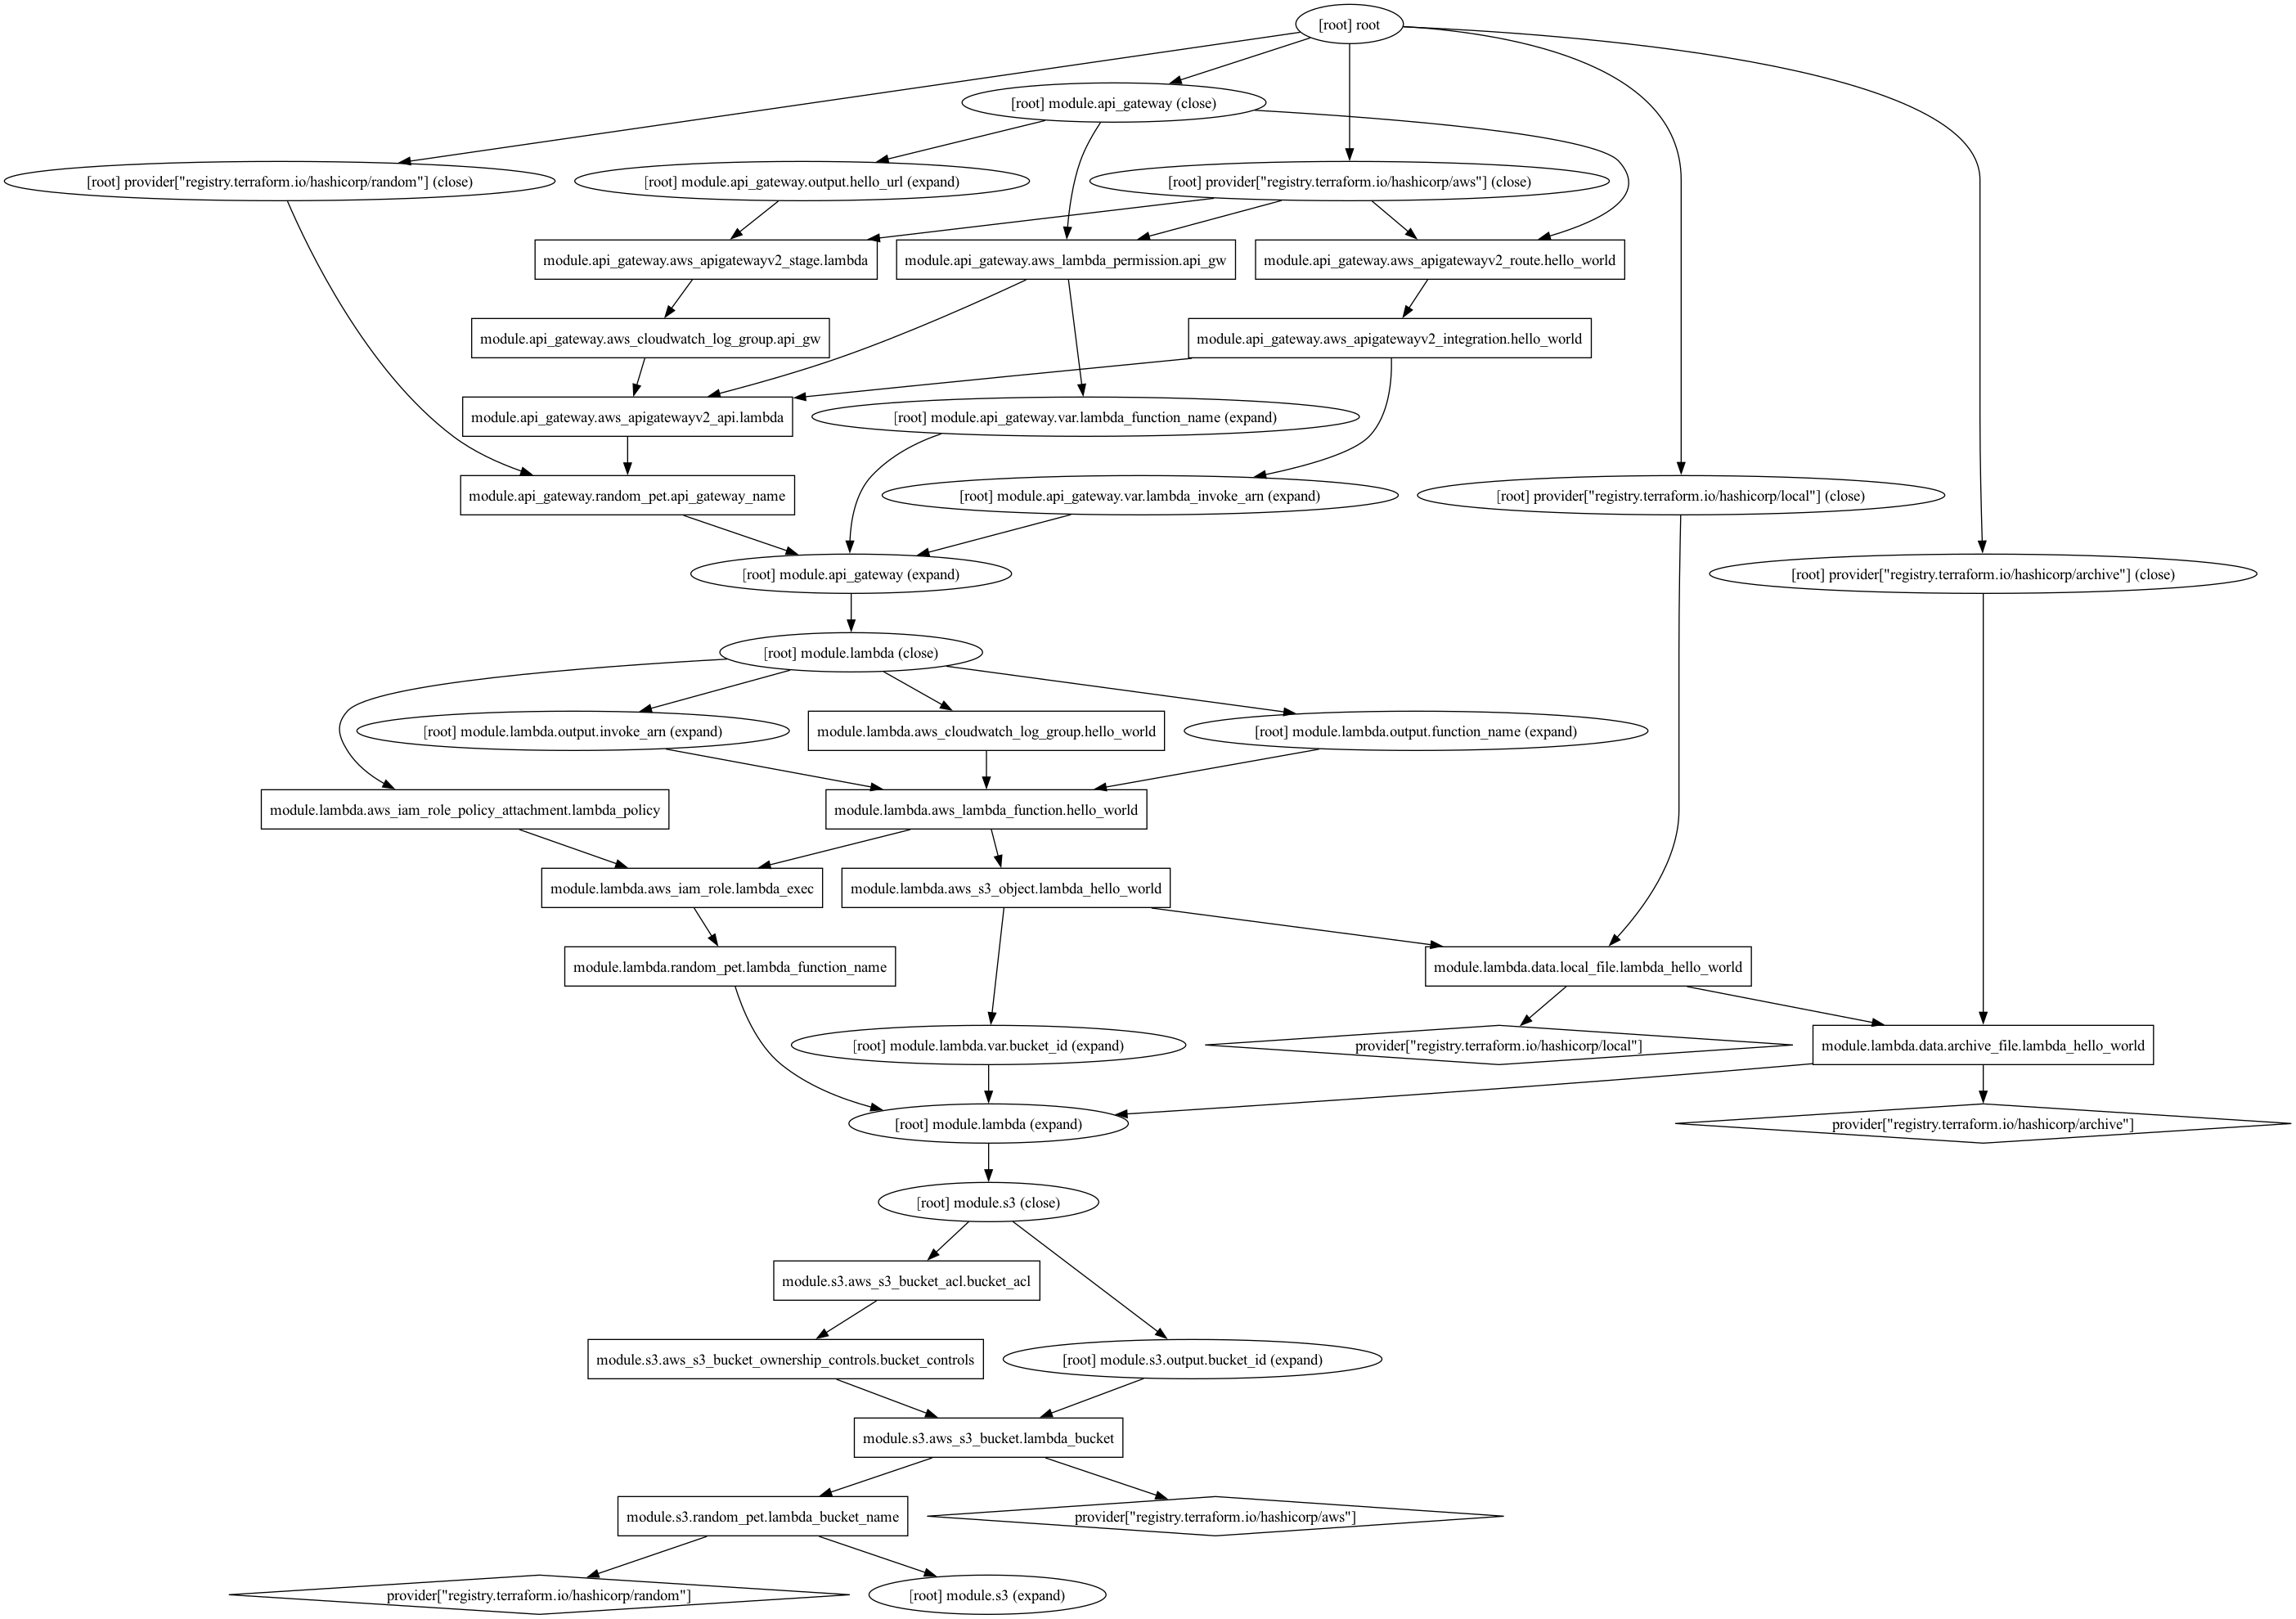 [root] root
[root] module.api_gateway (close)
[root] provider["registry.terraform.io/hashicorp/random"] (close)
[root] module.api_gateway.output.hello_url (expand)
[root] provider["registry.terraform.io/hashicorp/aws"] (close)
module.api_gateway.aws_apigatewayv2_stage.lambda
module.api_gateway.aws_lambda_permission.api_gw
module.api_gateway.aws_apigatewayv2_route.hello_world
module.api_gateway.aws_cloudwatch_log_group.api_gw
module.api_gateway.aws_apigatewayv2_integration.hello_world
module.api_gateway.aws_apigatewayv2_api.lambda
[root] module.api_gateway.var.lambda_function_name (expand)
module.api_gateway.random_pet.api_gateway_name
[root] module.api_gateway.var.lambda_invoke_arn (expand)
[root] provider["registry.terraform.io/hashicorp/local"] (close)
[root] module.api_gateway (expand)
[root] provider["registry.terraform.io/hashicorp/archive"] (close)
[root] module.lambda (close)
[root] module.lambda.output.invoke_arn (expand)
module.lambda.aws_cloudwatch_log_group.hello_world
[root] module.lambda.output.function_name (expand)
module.lambda.aws_iam_role_policy_attachment.lambda_policy
module.lambda.aws_lambda_function.hello_world
module.lambda.aws_iam_role.lambda_exec
module.lambda.aws_s3_object.lambda_hello_world
module.lambda.random_pet.lambda_function_name
module.lambda.data.local_file.lambda_hello_world
[root] module.lambda.var.bucket_id (expand)
provider["registry.terraform.io/hashicorp/local"]
module.lambda.data.archive_file.lambda_hello_world
[root] module.lambda (expand)
provider["registry.terraform.io/hashicorp/archive"]
[root] module.s3 (close)
module.s3.aws_s3_bucket_acl.bucket_acl
module.s3.aws_s3_bucket_ownership_controls.bucket_controls
[root] module.s3.output.bucket_id (expand)
module.s3.aws_s3_bucket.lambda_bucket
module.s3.random_pet.lambda_bucket_name
provider["registry.terraform.io/hashicorp/aws"]
provider["registry.terraform.io/hashicorp/random"]
[root] module.s3 (expand)